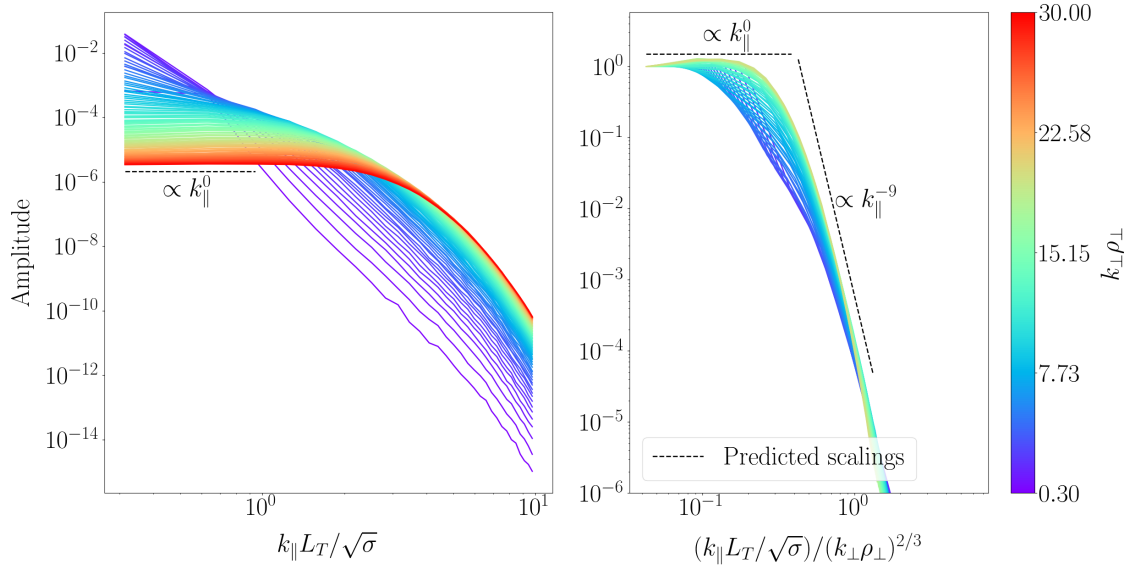 Amplitude
10^{-2}
10^{-4}
10^{-6}
10^{-8}
10^{-10}
10^{-12}
10^{-14}
∝ k_∥^0
10^0
10^1
k_∥L_T/√σ
10^0
10^{-1}
10^{-2}
10^{-3}
10^{-4}
10^{-5}
10^{-6}
∝ k_∥^0
∝ k_∥^{-9}
Predicted scalings
10^{-1}
10^0
(k_∥L_T/√σ)/(k_⊥ρ_⊥)^{2/3}
30.00
22.58
15.15
7.73
0.30
k_⊥ρ_⊥